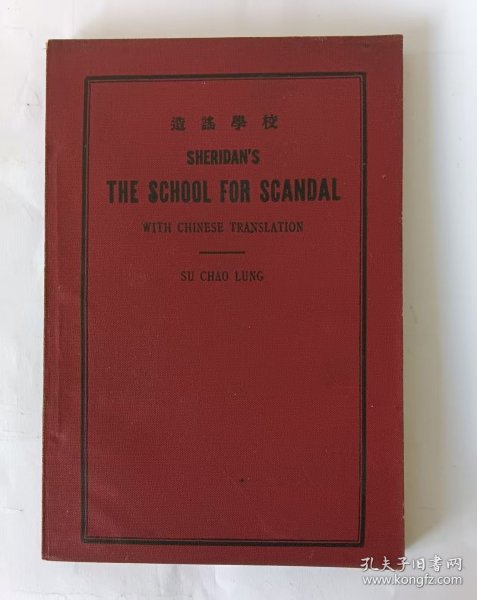 造謠學校
SHERIDAN'S
THE SCHOOL FOR SCANDAL
WITH CHINESE TRANSLATION
SU CHAO LUNG
孔夫子旧书网
www.kongfz.com